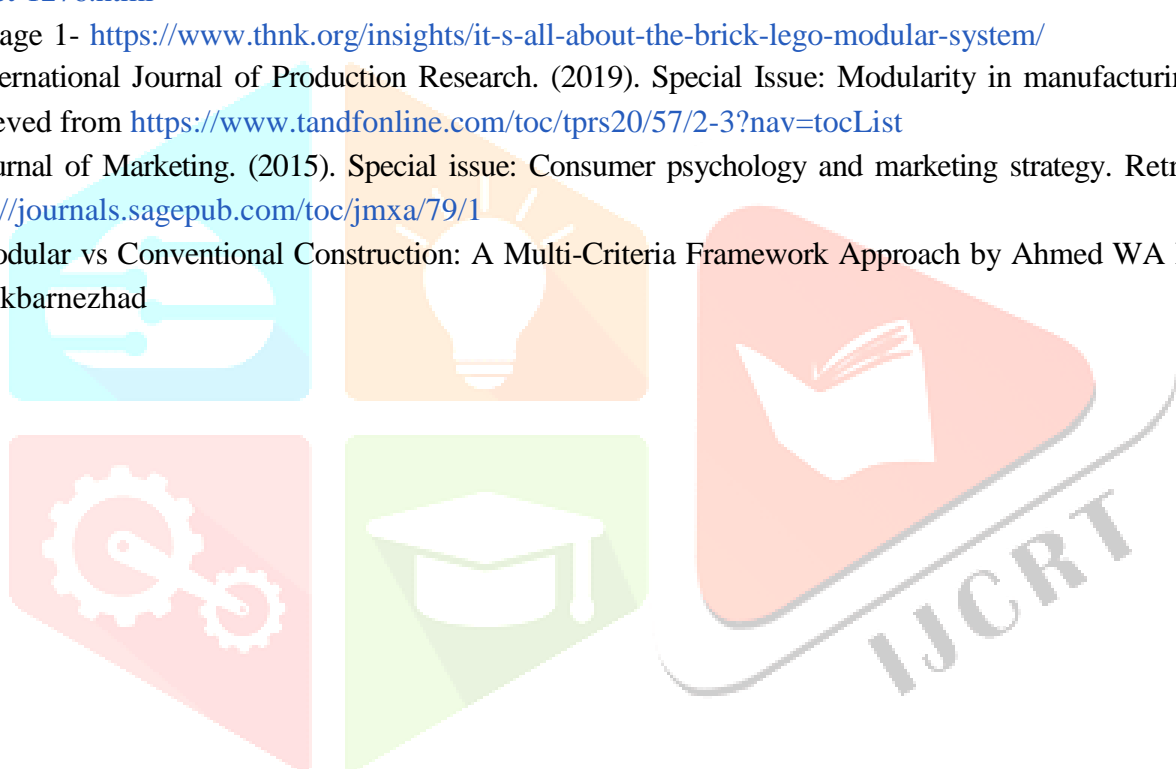 age 1- https://www.thnk.org/insights/it-s-all-about-the-brick-lego-modular-system/
ternational Journal of Production Research. (2019). Special Issue: Modularity in manufacturin
eved from https://www.tandfonline.com/toc/tprs20/57/2-3?nav=tocList
urnal of Marketing. (2015). Special issue: Consumer psychology and marketing strategy. Retr
://journals.sagepub.com/toc/jmxa/79/1
odular vs Conventional Construction: A Multi-Criteria Framework Approach by Ahmed WA
kbarnezhad
IJCRT